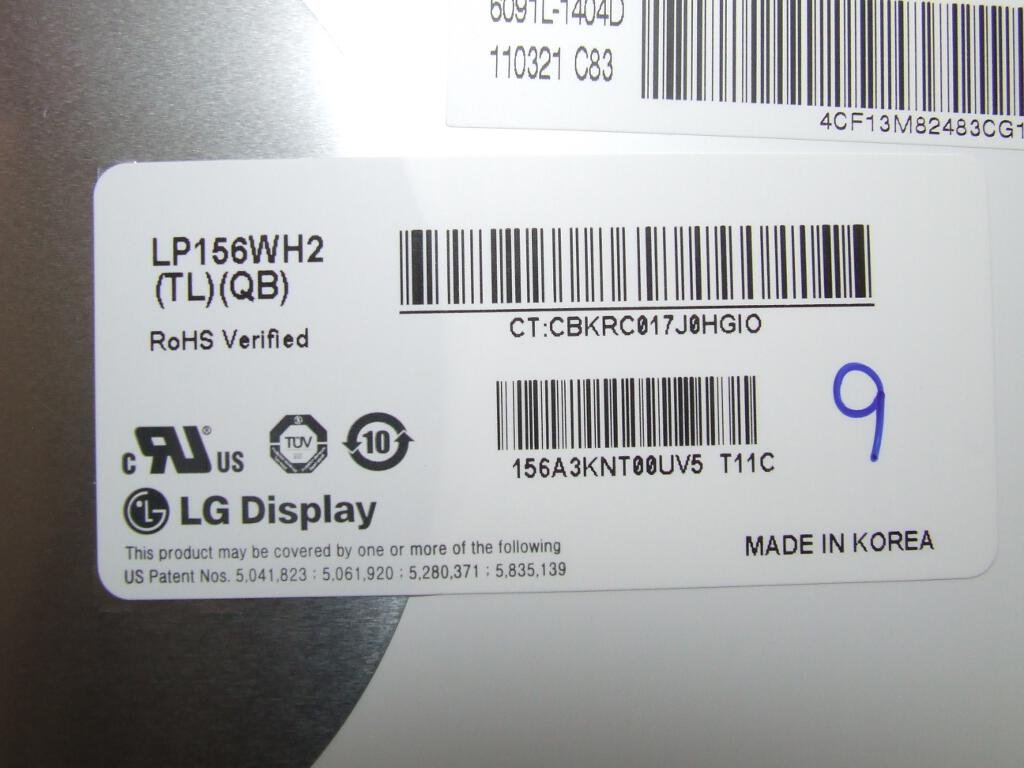 6091L-1404D
110321 C83
4CF13M82483CG1
LP156WH2
(TL)(QB)
RoHS Verified
CT:CBKRC017J0HGIO
156A3KNT00UV5 T11C
9
c RU ® US
TÜV
10
LG Display
This product may be covered by one or more of the following
US Patent Nos. 5,041,823 : 5,061,920 : 5,280,371 : 5,835,139
MADE IN KOREA